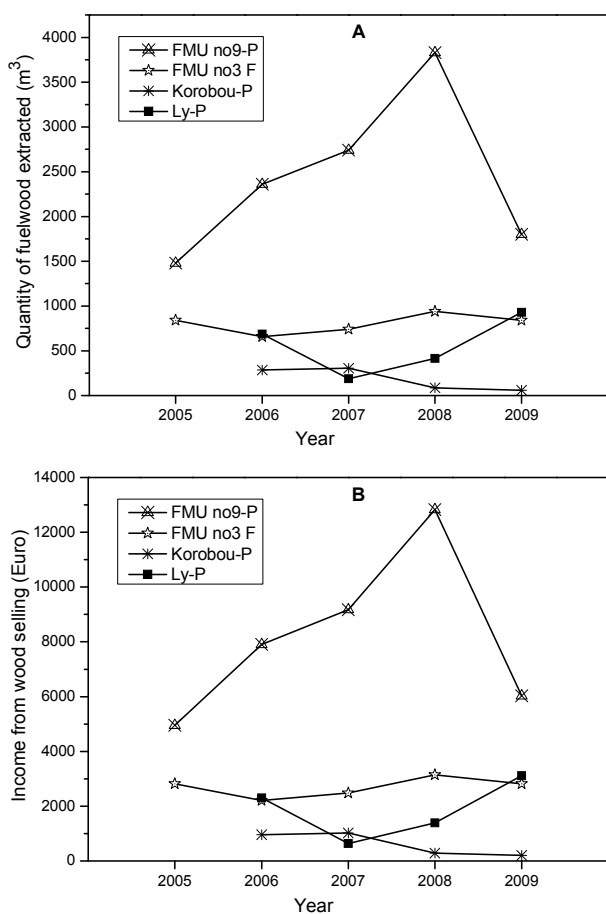 A
FMU no9-P
FMU no3 F
Korobou-P
Ly-P
Quantity of fuelwood extracted (m³)
4000
3500
3000
2500
2000
1500
1000
500
0
2005 2006 2007 2008 2009
Year
B
FMU no9-P
FMU no3 F
Korobou-P
Ly-P
Income from wood selling (Euro)
14000
12000
10000
8000
6000
4000
2000
0
2005 2006 2007 2008 2009
Year